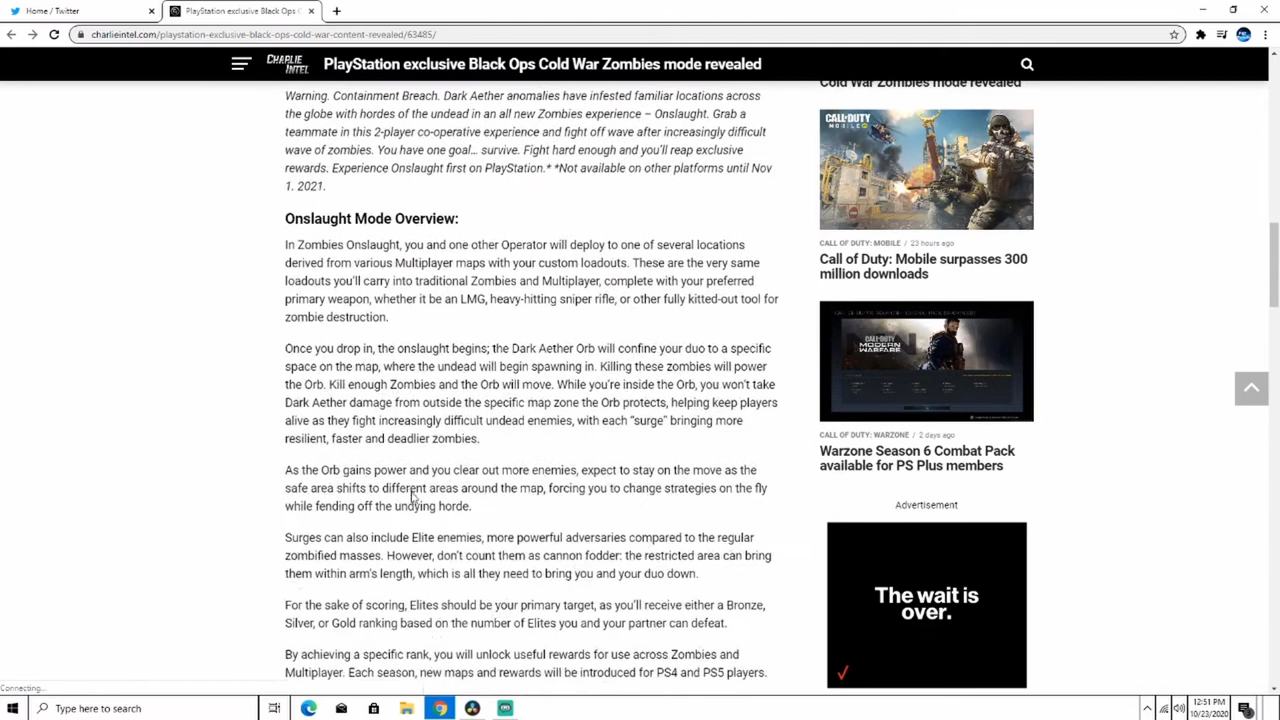 Home / Twitter
PlayStation exclusive Black Ops C
charlieintel.com/playstation-exclusive-black-ops-cold-war-content-revealed/63485/
CHARLIE INTEL
PlayStation exclusive Black Ops Cold War Zombies mode revealed
Warning. Containment Breach. Dark Aether anomalies have infested familiar locations across
the globe with hordes of the undead in an all new Zombies experience – Onslaught. Grab a
teammate in this 2-player co-operative experience and fight off wave after increasingly difficult
wave of zombies. You have one goal… survive. Fight hard enough and you'll reap exclusive
rewards. Experience Onslaught first on PlayStation.* *Not available on other platforms until Nov
1. 2021.
Onslaught Mode Overview:
In Zombies Onslaught, you and one other Operator will deploy to one of several locations
derived from various Multiplayer maps with your custom loadouts. These are the very same
loadouts you'll carry into traditional Zombies and Multiplayer, complete with your preferred
primary weapon, whether it be an LMG, heavy-hitting sniper rifle, or other fully kitted-out tool for
zombie destruction.
Once you drop in, the onslaught begins; the Dark Aether Orb will confine your duo to a specific
space on the map, where the undead will begin spawning in. Killing these zombies will power
the Orb. Kill enough Zombies and the Orb will move. While you're inside the Orb, you won't take
Dark Aether damage from outside the specific map zone the Orb protects, helping keep players
alive as they fight increasingly difficult undead enemies, with each “surge” bringing more
resilient, faster and deadlier zombies.
As the Orb gains power and you clear out more enemies, expect to stay on the move as the
safe area shifts to different areas around the map, forcing you to change strategies on the fly
while fending off the undying horde.
Surges can also include Elite enemies, more powerful adversaries compared to the regular
zombified masses. However, don't count them as cannon fodder: the restricted area can bring
them within arm's length, which is all they need to bring you and your duo down.
For the sake of scoring, Elites should be your primary target, as you'll receive either a Bronze,
Silver, or Gold ranking based on the number of Elites you and your partner can defeat.
By achieving a specific rank, you will unlock useful rewards for use across Zombies and
Multiplayer. Each season, new maps and rewards will be introduced for PS4 and PS5 players.
Cold War Zombies mode revealed
CALL OF DUTY MOBILE
CALL OF DUTY: MOBILE / 23 hours ago
Call of Duty: Mobile surpasses 300
million downloads
CALL OF DUTY
MODERN
WARFARE
CALL OF DUTY: WARZONE / 2 days ago
Warzone Season 6 Combat Pack
available for PS Plus members
Advertisement
The wait is
over.
Connecting...
Type here to search
12:51 PM
10/23/2020